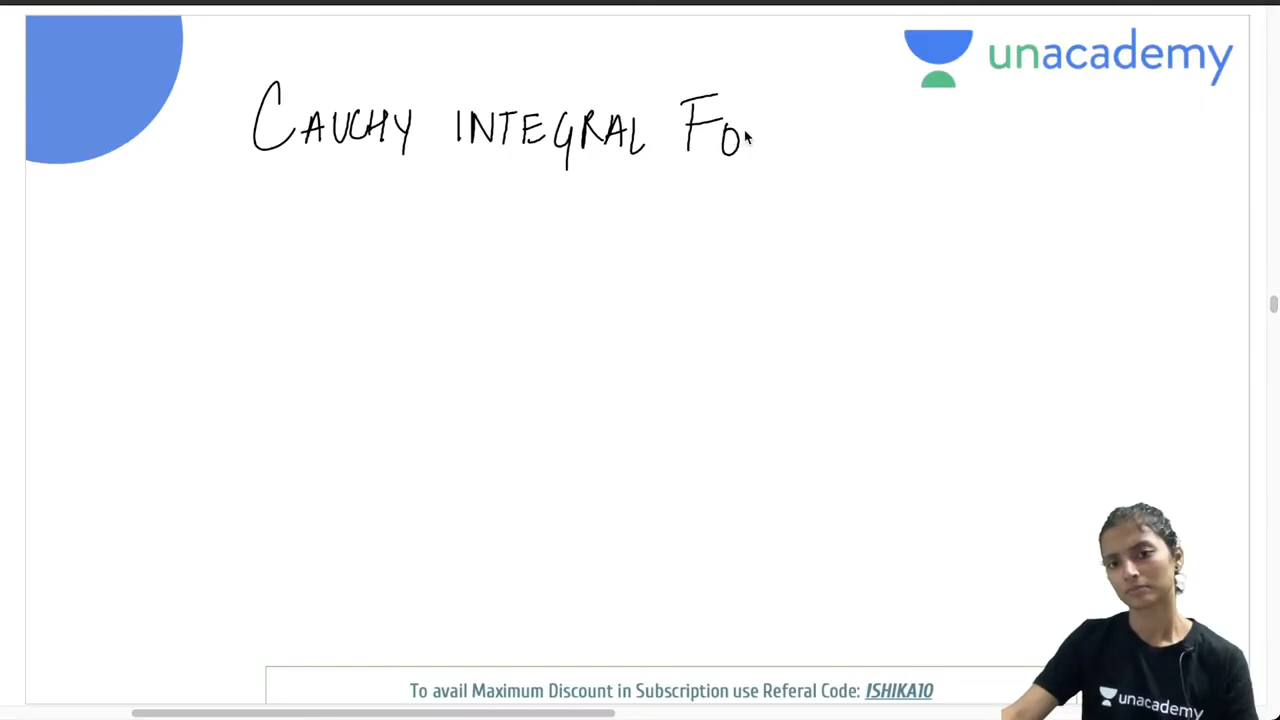 unacademy
CAUCHY INTEGRAL FO
To avail Maximum Discount in Subscription use Referal Code: ISHIKA10
unacademy